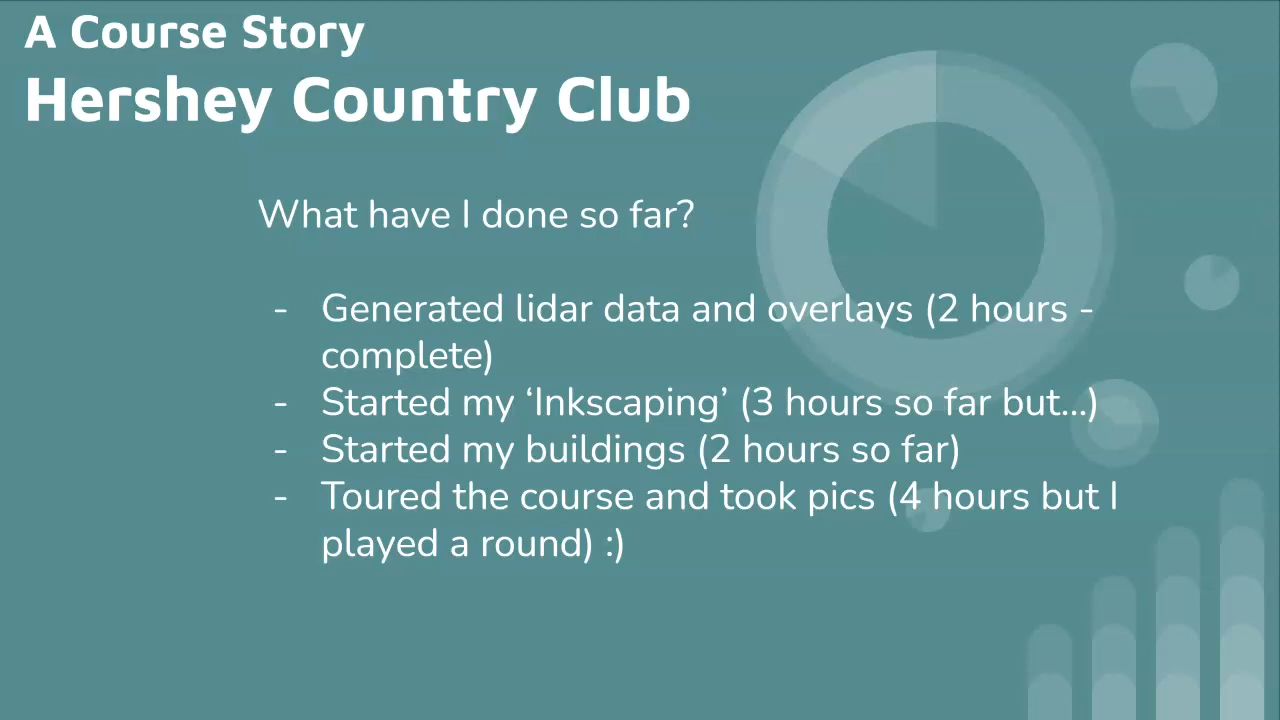 A Course Story
Hershey Country Club
What have I done so far?
- Generated lidar data and overlays (2 hours -
complete)
- Started my ‘Inkscaping’ (3 hours so far but...)
- Started my buildings (2 hours so far)
- Toured the course and took pics (4 hours but I
played a round) :)